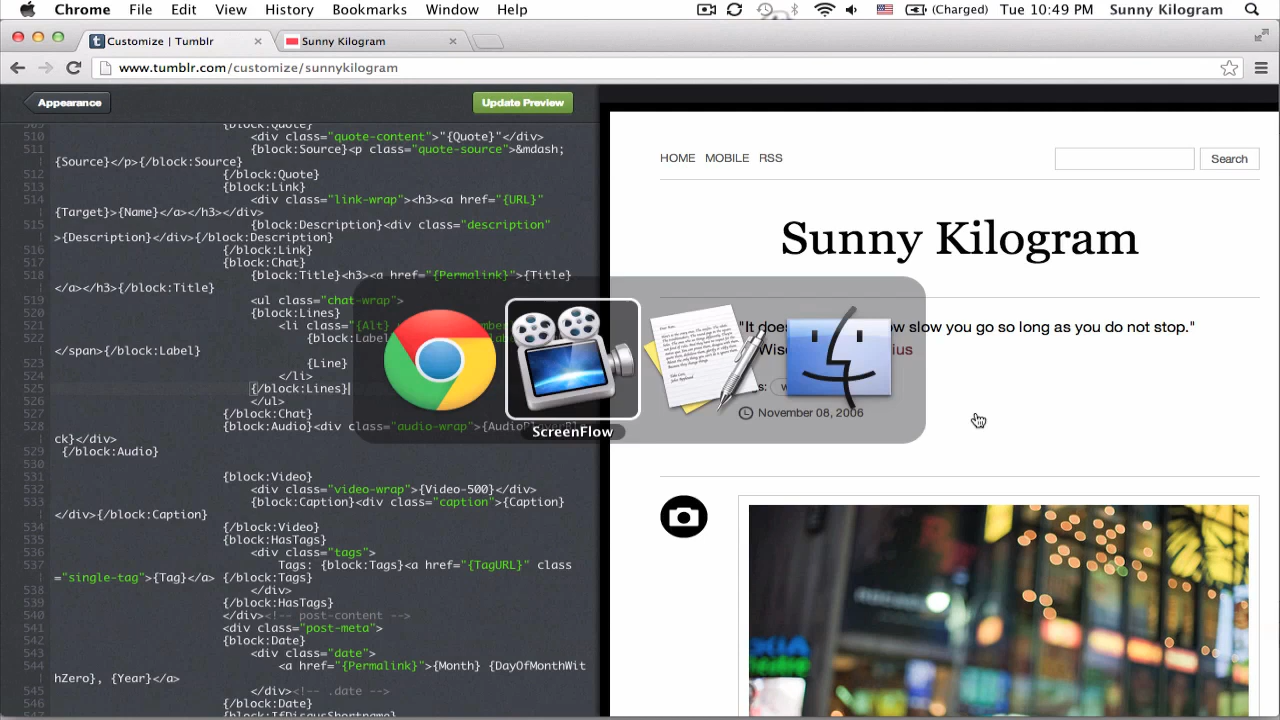 Chrome File Edit View History Bookmarks Window Help (Charged) Tue 10:49 PM Sunny Kilogram
Customize | Tumblr
Sunny Kilogram
www.tumblr.com/customize/sunnykilogram
Appearance
Update Preview
{block:Quote}
510 <div class="quote-content">"{Quote}"</div>
511 {block:Source}<p class="quote-source">&mdash;
{Source}</p>{/block:Source}
512 {/block:Quote}
513 {block:Link}
514 <div class="link-wrap"><h3><a href="{URL}"
{Target}>{Name}</a></h3></div>
515 {block:Description}<div class="description"
>{Description}</div>{/block:Description}
516 {/block:Link}
517 {block:Chat}
518 {block:Title}<h3><a href="{Permalink}">{Title}
</a></h3>{/block:Title}
519 <ul class="chat-wrap">
520 {block:Lines}
521 <li class="{Alt}
522 {block:Label
</span>{/block:Label}
523 {Line}
524 </li>
525 {/block:Lines}
526 </ul>
527 {/block:Chat}
528 {block:Audio}<div class="audio-wrap">
ck}</div>
529 {/block:Audio}
530
531 {block:Video}
532 <div class="video-wrap">{Video-500}</div>
533 {block:Caption}<div class="caption">{Caption}
</div>{/block:Caption}
534 {/block:Video}
535 {block:HasTags}
536 <div class="tags">
537 Tags: {block:Tags}<a href="{TagURL}" class
="single-tag">{Tag}</a> {/block:Tags}
538 </div>
539 {/block:HasTags}
540 </div><!-- post-content -->
541 <div class="post-meta">
542 {block:Date}
543 <div class="date">
544 <a href="{Permalink}">{Month} {DayOfMonthWit
hZero}, {Year}</a>
545 </div><!-- .date -->
546 {/block:Date}
{block:IfDisqusShortname}
ScreenFlow
HOME MOBILE RSS
Search
Sunny Kilogram
"It does slow you go so long as you do not stop."
November 08, 2006